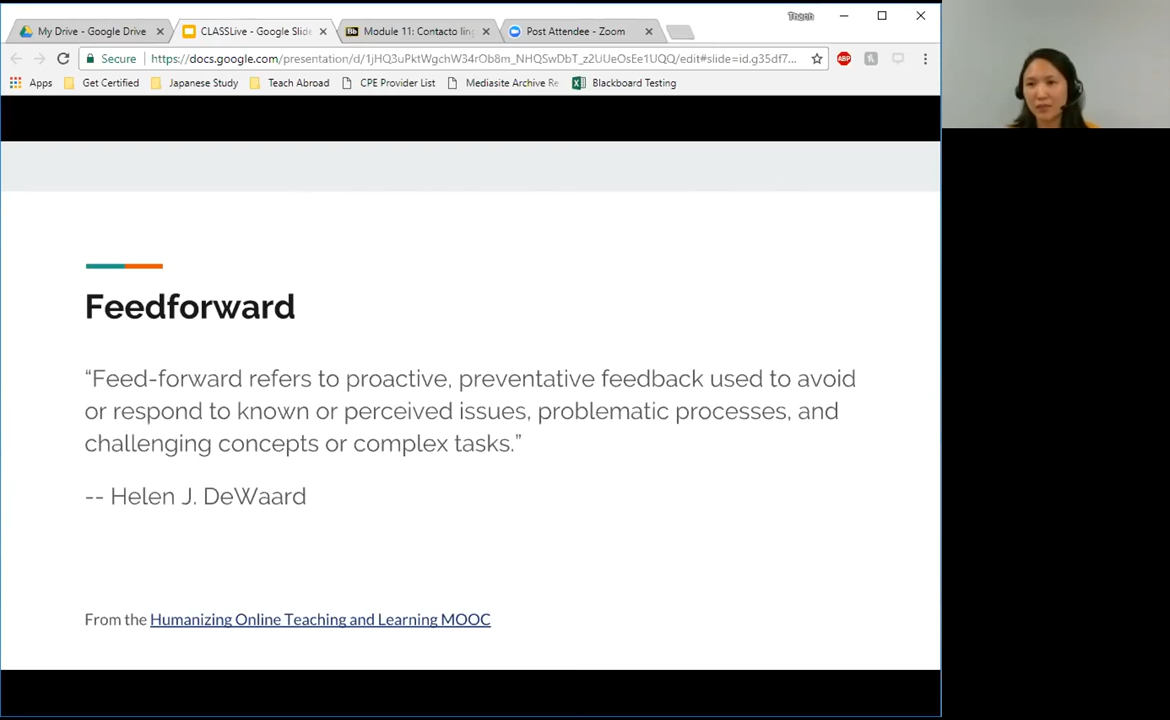 Thanh
My Drive - Google Drive
CLASSLive - Google Slide
Module 11: Contacto lin
Post Attendee - Zoom
Secure
https://docs.google.com/presentation/d/1jHQ3uPktWgchW34rOb8m_NHQSwDbT_z2UUeOsEe1UQQ/edit#slide=id.g35df7...
ABP
Apps
Get Certified
Japanese Study
Teach Abroad
CPE Provider List
Mediasite Archive Re
Blackboard Testing
Feedforward
“Feed-forward refers to proactive, preventative feedback used to avoid
or respond to known or perceived issues, problematic processes, and
challenging concepts or complex tasks.”
-- Helen J. DeWaard
From the Humanizing Online Teaching and Learning MOOC